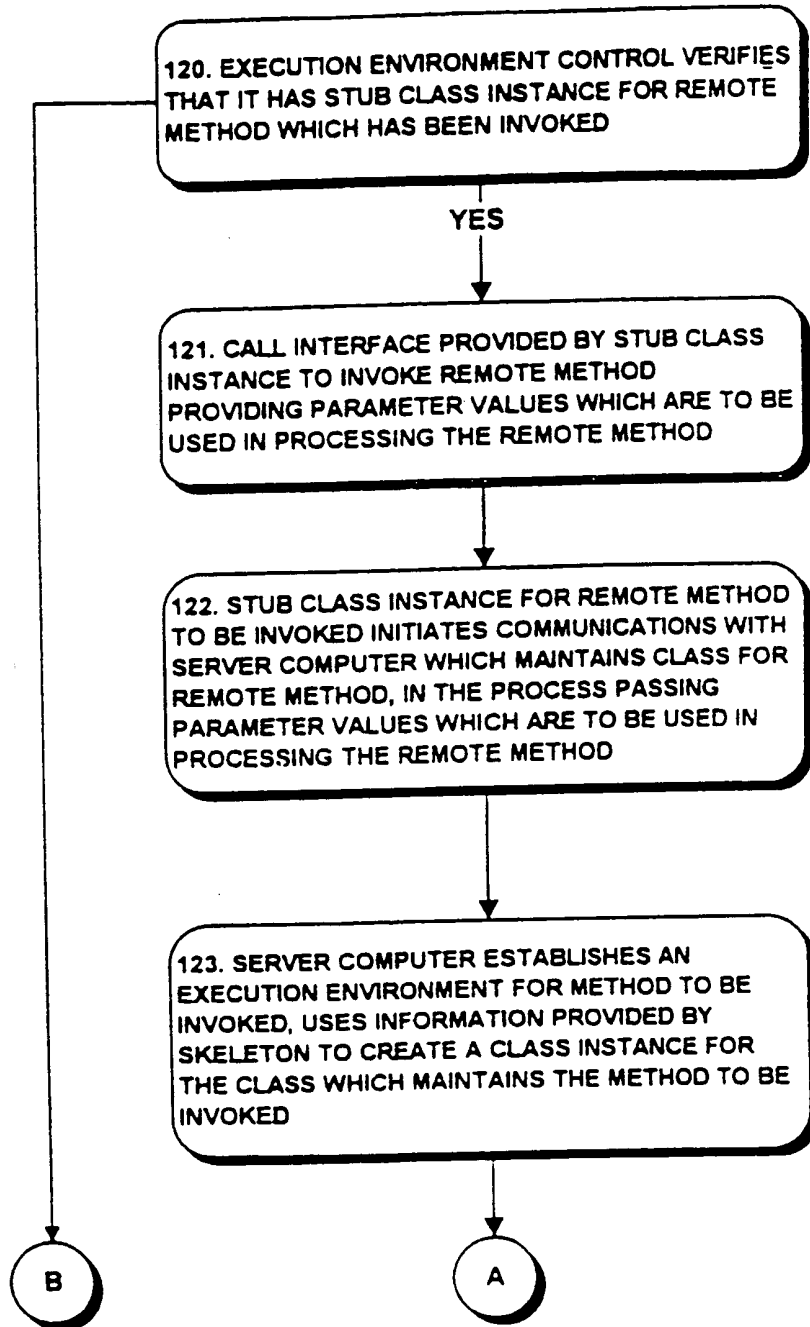 120. EXECUTION ENVIRONMENT CONTROL VERIFIES
THAT IT HAS STUB CLASS INSTANCE FOR REMOTE
METHOD WHICH HAS BEEN INVOKED
YES
121. CALL INTERFACE PROVIDED BY STUB CLASS
INSTANCE TO INVOKE REMOTE METHOD
PROVIDING PARAMETER VALUES WHICH ARE TO BE
USED IN PROCESSING THE REMOTE METHOD
122. STUB CLASS INSTANCE FOR REMOTE METHOD
TO BE INVOKED INITIATES COMMUNICATIONS WITH
SERVER COMPUTER WHICH MAINTAINS CLASS FOR
REMOTE METHOD, IN THE PROCESS PASSING
PARAMETER VALUES WHICH ARE TO BE USED IN
PROCESSING THE REMOTE METHOD
123. SERVER COMPUTER ESTABLISHES AN
EXECUTION ENVIRONMENT FOR METHOD TO BE
INVOKED, USES INFORMATION PROVIDED BY
SKELETON TO CREATE A CLASS INSTANCE FOR
THE CLASS WHICH MAINTAINS THE METHOD TO BE
INVOKED
B
A